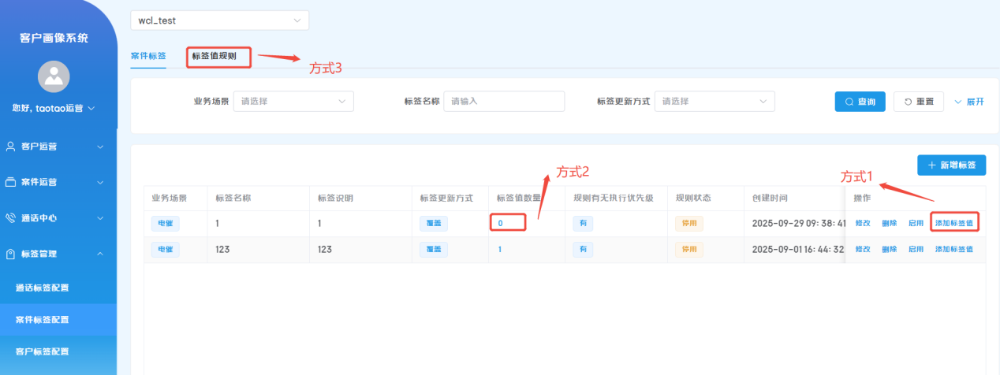 客户画像系统
您好, taotao运营
客户运营
案件运营
通话中心
标签管理
通话标签配置
案件标签配置
客户标签配置
wcl_test
案件标签 标签值规则
方式3
业务场景 请选择 标签名称 请输入 标签更新方式 请选择 查询 重置 展开
新增标签
方式2
方式1
业务场景 标签名称 标签说明 标签更新方式 标签值数量 规则有无执行优先级 规则状态 创建时间 操作
电催 1 1 覆盖 0 有 停用 2025-09-29 09:38:41 修改 删除 启用 添加标签值
电催 123 123 覆盖 1 有 停用 2025-09-01 16:44:32 修改 删除 启用 添加标签值